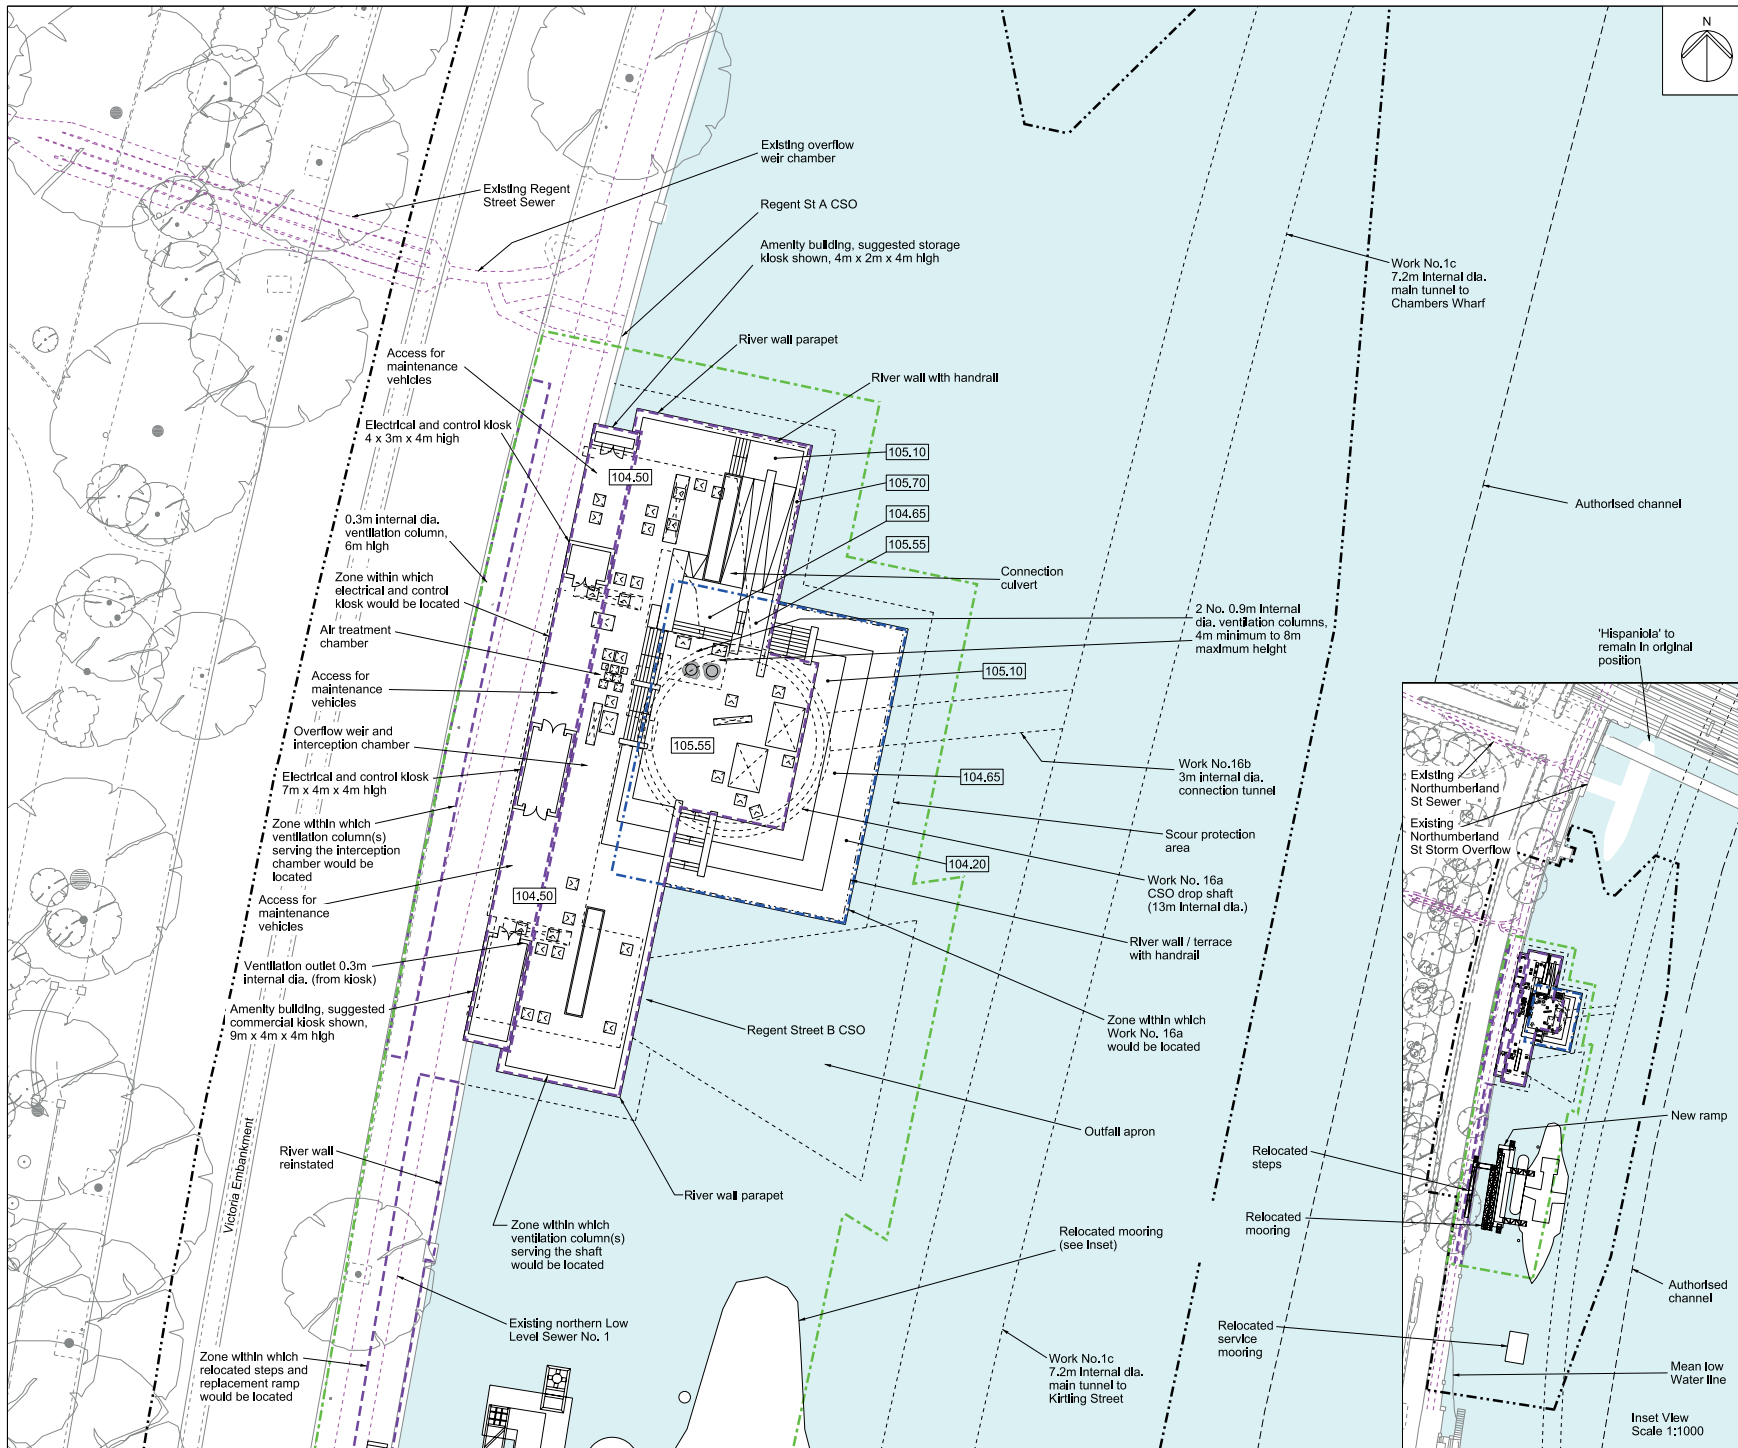 N
Existing overflow
weir chamber
Existing Regent
Street Sewer
Regent St A CSO
Amenity building, suggested storage
kiosk shown, 4m x 2m x 4m high
Work No.1c
7.2m internal dia.
main tunnel to
Chambers Wharf
River wall parapet
Access for
maintenance
vehicles
River wall with handrail
Electrical and control kiosk
4 x 3m x 4m high
105.10
104.50
105.70
Authorised channel
104.65
0.3m internal dia.
ventilation column,
6m high
105.55
Connection
culvert
Zone within which
electrical and control
kiosk would be located
2 No. 0.9m internal
dia. ventilation columns,
4m minimum to 8m
maximum height
Air treatment
chamber
'Hispaniola' to
remain in original
position
105.10
Access for
maintenance
vehicles
Overflow weir and
interception chamber
105.55
Work No.16b
3m internal dia.
connection tunnel
104.65
Electrical and control kiosk
7m x 4m x 4m high
Existing
Northumberland
St Sewer
Existing
Northumberland
St Storm Overflow
Zone within which
ventilation column(s)
serving the interception
chamber would be
located
Scour protection
area
104.20
Work No. 16a
CSO drop shaft
(13m internal dia.)
104.50
Access for
maintenance
vehicles
River wall / terrace
with handrail
Ventilation outlet 0.3m
internal dia. (from kiosk)
Amenity building, suggested
commercial kiosk shown,
9m x 4m x 4m high
Regent Street B CSO
Zone within which
Work No. 16a
would be located
New ramp
Outfall apron
Victoria Embankment
River wall
reinstated
Relocated
steps
River wall parapet
Relocated
mooring
Zone within which
ventilation column(s)
serving the shaft
would be located
Relocated mooring
(see Inset)
Authorised
channel
Existing northern Low
Level Sewer No. 1
Relocated
service
mooring
Zone within which
relocated steps and
replacement ramp
would be located
Work No.1c
7.2m internal dia.
main tunnel to
Kirtling Street
Mean low
Water line
Inset View
Scale 1:1000